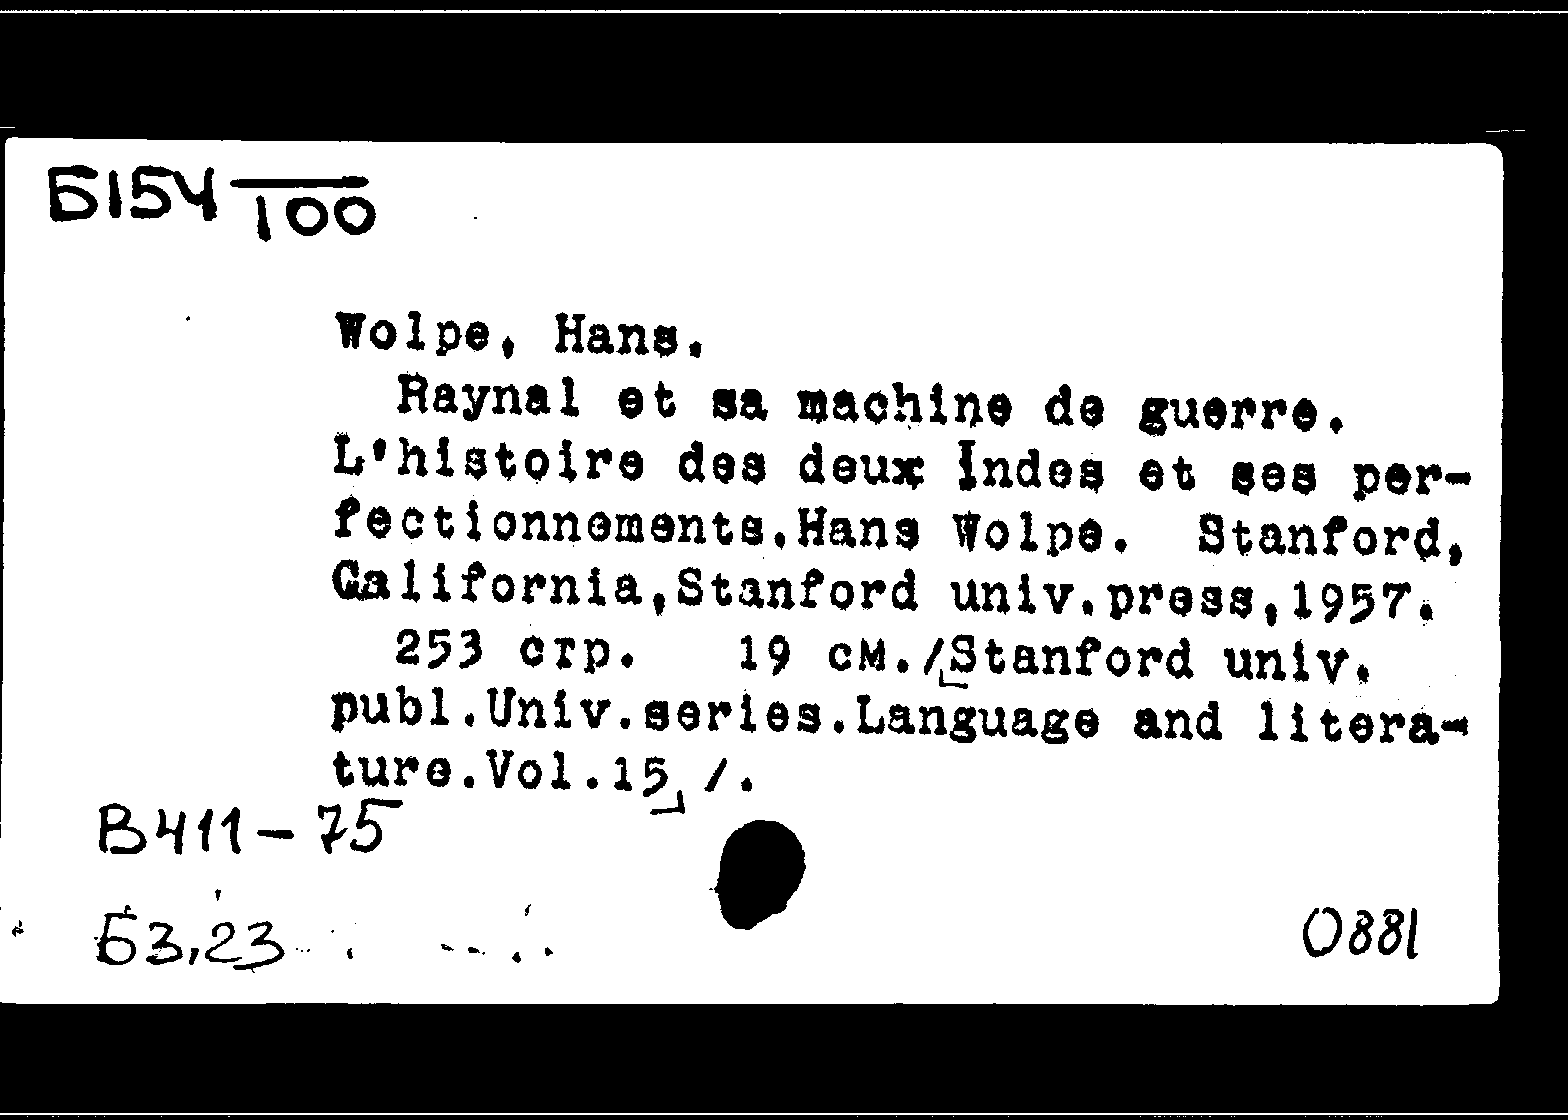 Б154 100
Wolpe, Hans.
Raynal et sa machine de guerre.
L'histoire des deux Indes et ses per-
fectionnements.Hans Wolpe. Stanford,
California,Stanford univ.press,1957.
253 стр. 19 см./Stanford univ.
publ.Univ.series.Language and litera-
ture.Vol.15 /.
В411-75
Б3.23
0881